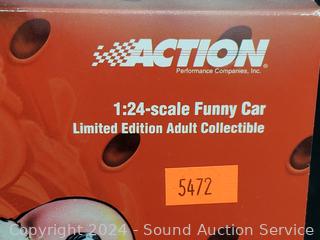 ACTION®
Performance Companies, Inc.
1:24-scale Funny Car
Limited Edition Adult Collectible
5472
Copyright 2024 - Sound Auction Service